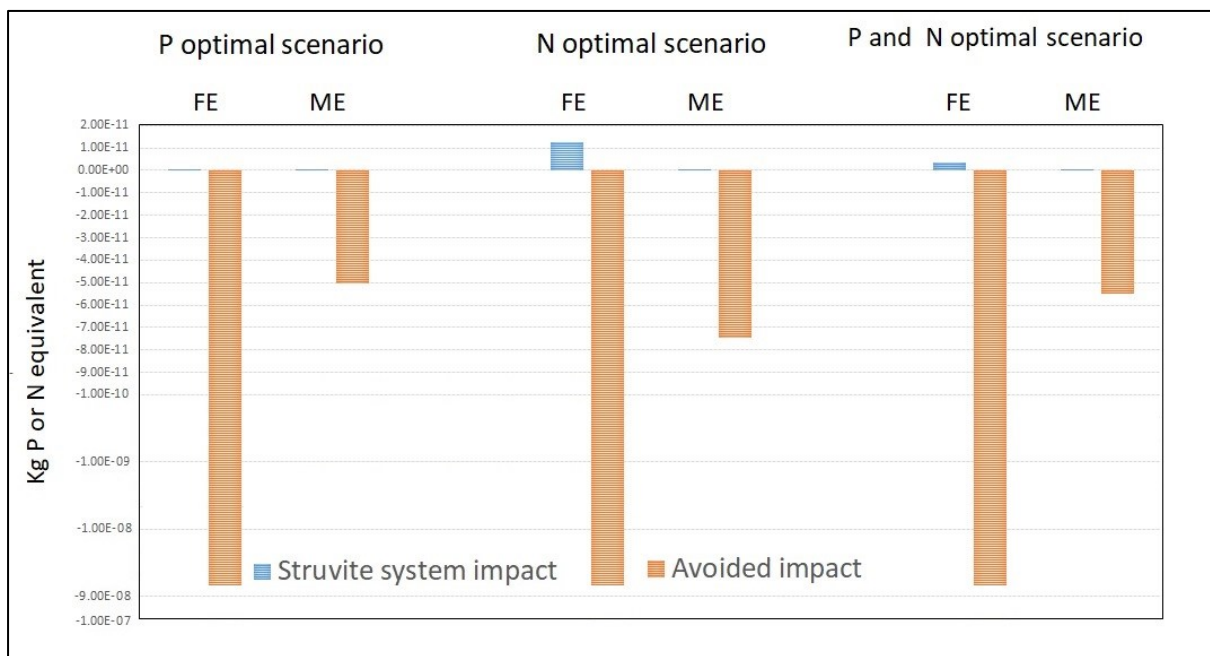 P optimal scenario
N optimal scenario
P and N optimal scenario
FE ME
FE ME
FE ME
Kg P or N equivalent
2.00E-11
1.00E-11
0.00E+00
-1.00E-11
-2.00E-11
-3.00E-11
-4.00E-11
-5.00E-11
-6.00E-11
-7.00E-11
-8.00E-11
-9.00E-11
-1.00E-10
-1.00E-09
-1.00E-08
-9.00E-08
-1.00E-07
Struvite system impact
Avoided impact